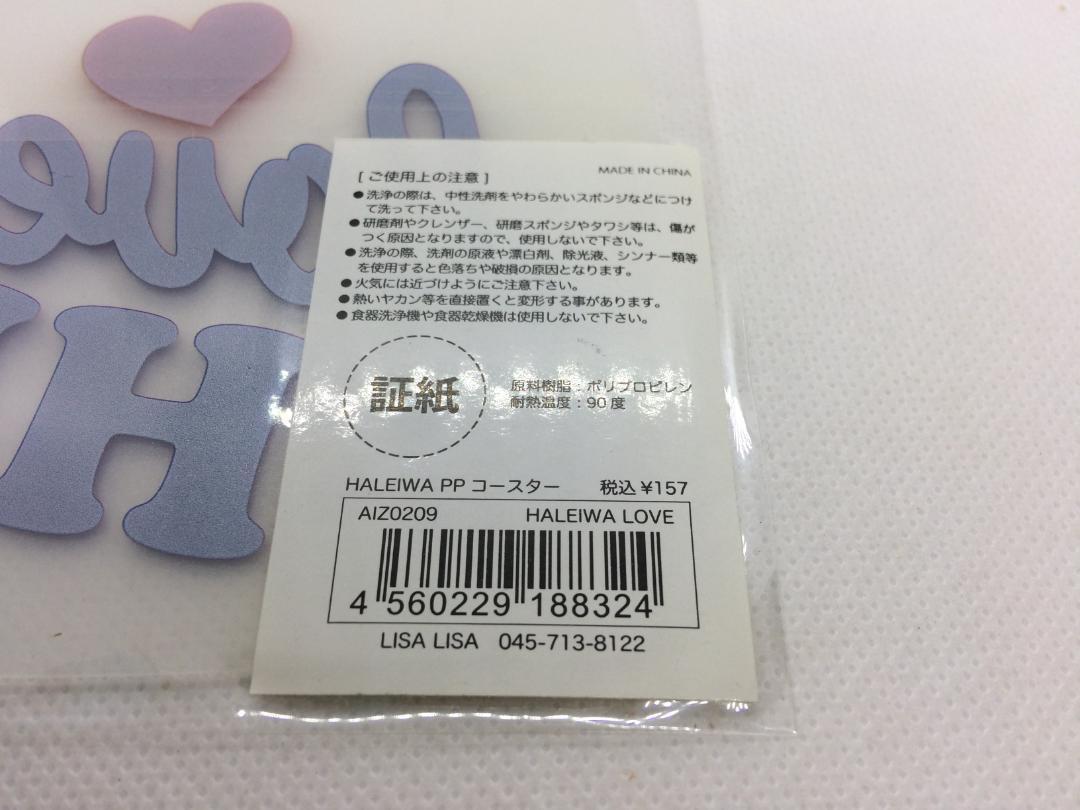 [ ご使用上の注意 ]
MADE IN CHINA
●洗浄の際は、中性洗剤をやわらかいスポンジなどにつけ
て洗って下さい。
●研磨剤やクレンザー、研磨スポンジやタワシ等は、傷が
つく原因となりますので、使用しないで下さい。
●洗浄の際、洗剤の原液や漂白剤、除光液、シンナー類等
を使用すると色落ちや破損の原因となります。
●火気には近づけようにご注意下さい。
●熱いヤカン等を直接置くと変形する事があります。
●食器洗浄機や食器乾燥機は使用しないで下さい。
証紙
原料樹脂：ポリプロピレン
耐熱温度：90 度
HALEIWA PP コースター 税込 ¥157
AIZ0209 HALEIWA LOVE
4 560229 188324
LISA LISA 045-713-8122
H